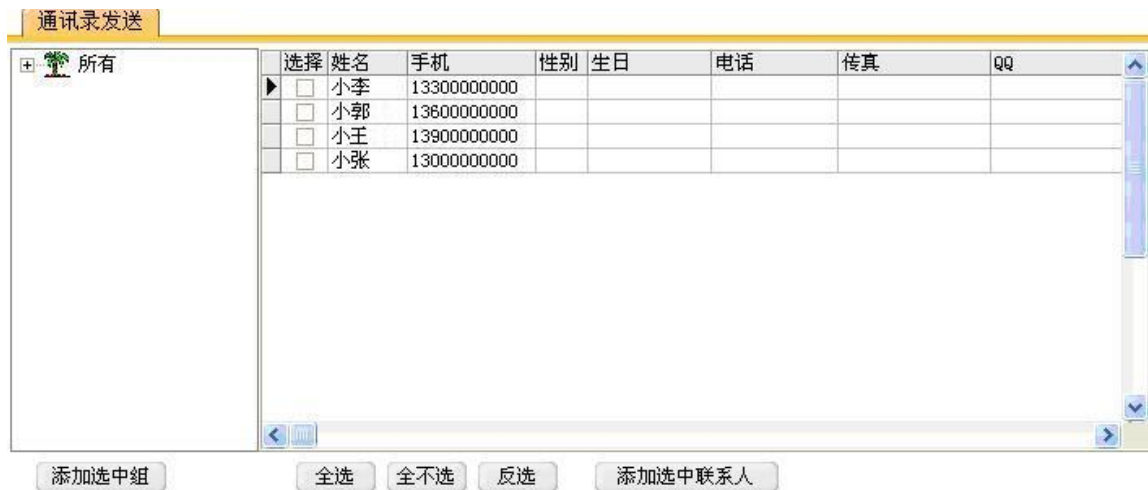 通讯录发送
所有
选择 姓名 手机 性别 生日 电话 传真 QQ
小李 13300000000
小郭 13600000000
小王 13900000000
小张 13000000000
添加选中组 全选 全不选 反选 添加选中联系人